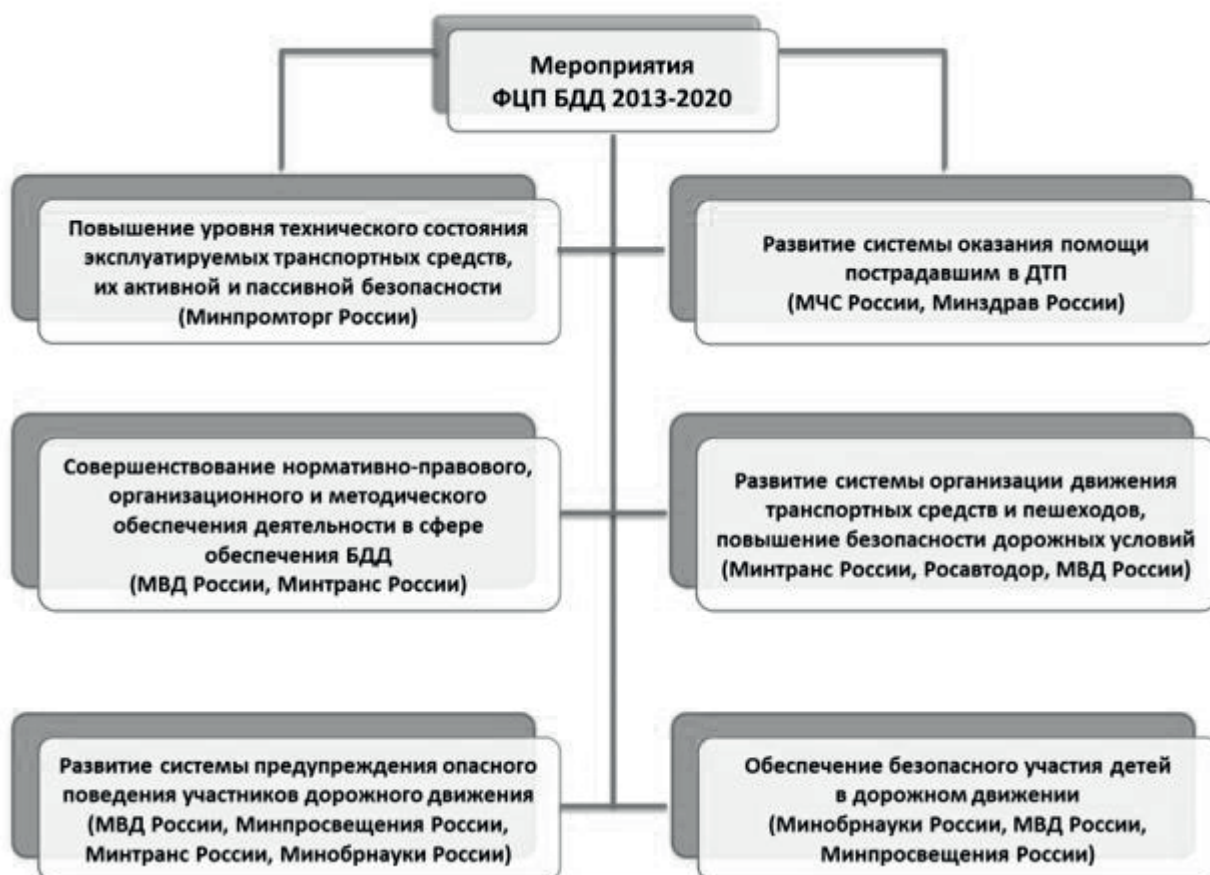 Мероприятия
ФЦП БДД 2013-2020
Повышение уровня технического состояния
эксплуатируемых транспортных средств,
их активной и пассивной безопасности
(Минпромторг России)
Развитие системы оказания помощи
пострадавшим в ДТП
(МЧС России, Минздрав России)
Совершенствование нормативно-правового,
организационного и методического
обеспечения деятельности в сфере
обеспечения БДД
(МВД России, Минтранс России)
Развитие системы организации движения
транспортных средств и пешеходов,
повышение безопасности дорожных условий
(Минтранс России, Росавтодор, МВД России)
Развитие системы предупреждения опасного
поведения участников дорожного движения
(МВД России, Минпросвещения России,
Минтранс России, Минобрнауки России)
Обеспечение безопасного участия детей
в дорожном движении
(Минобрнауки России, МВД России,
Минпросвещения России)